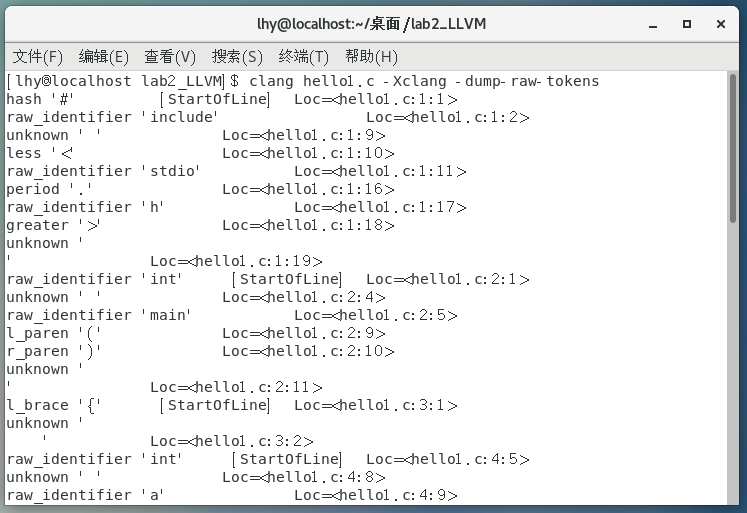 lhy@localhost:~/桌面/lab2_LLVM
文件(F) 编辑(E) 查看(V) 搜索(S) 终端(T) 帮助(H)
[lhy@localhost lab2_LLVM]$ clang hello1.c -Xclang -dump-raw-tokens
hash '#' [StartOfLine] Loc=<hello1.c:1:1>
raw_identifier 'include' Loc=<hello1.c:1:2>
unknown ' ' Loc=<hello1.c:1:9>
less '<' Loc=<hello1.c:1:10>
raw_identifier 'stdio' Loc=<hello1.c:1:11>
period '.' Loc=<hello1.c:1:16>
raw_identifier 'h' Loc=<hello1.c:1:17>
greater '>' Loc=<hello1.c:1:18>
unknown '
' Loc=<hello1.c:1:19>
raw_identifier 'int' [StartOfLine] Loc=<hello1.c:2:1>
unknown ' ' Loc=<hello1.c:2:4>
raw_identifier 'main' Loc=<hello1.c:2:5>
l_paren '(' Loc=<hello1.c:2:9>
r_paren ')' Loc=<hello1.c:2:10>
unknown '
' Loc=<hello1.c:2:11>
l_brace '{' [StartOfLine] Loc=<hello1.c:3:1>
unknown '
    ' Loc=<hello1.c:3:2>
raw_identifier 'int' [StartOfLine] Loc=<hello1.c:4:5>
unknown ' ' Loc=<hello1.c:4:8>
raw_identifier 'a' Loc=<hello1.c:4:9>